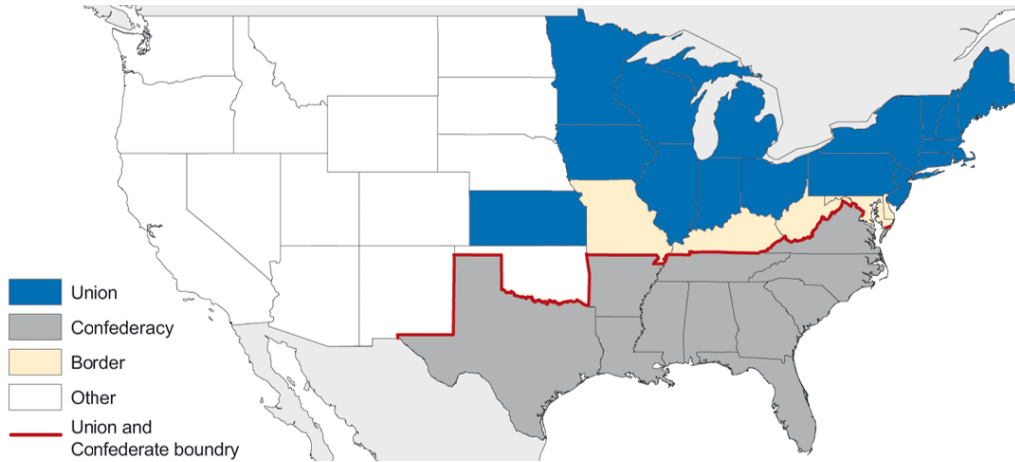 Union
Confederacy
Border
Other
Union and
Confederate boundry